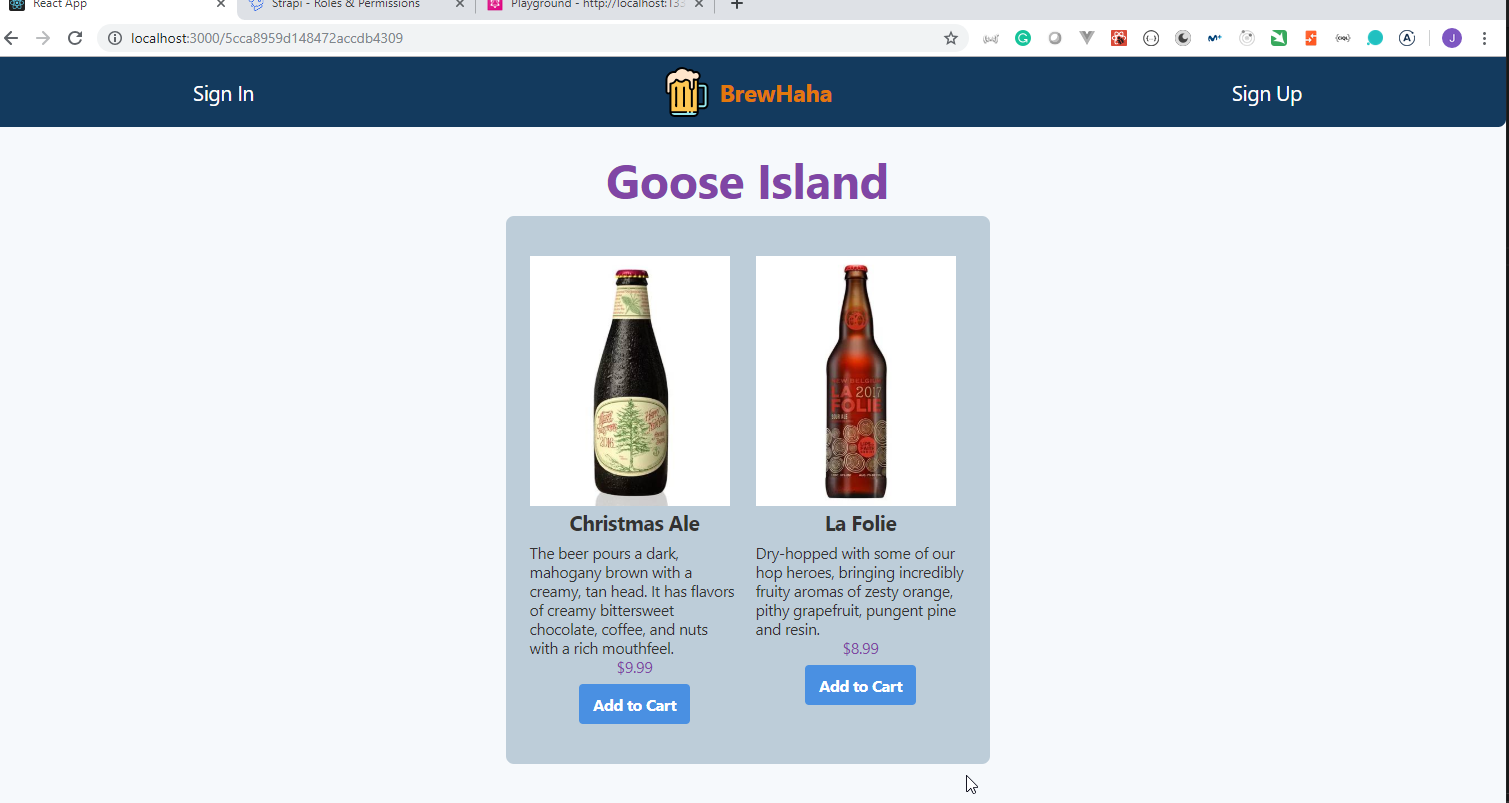 React App
Strapi - Roles & Permissions
Playground - http://localhost:133
localhost:3000/5cca8959d148472accdb4309
Sign In
BrewHaha
Sign Up
Goose Island
LA 2017
FOLIE
Christmas Ale
La Folie
The beer pours a dark,
mahogany brown with a
creamy, tan head. It has flavors
of creamy bittersweet
chocolate, coffee, and nuts
with a rich mouthfeel.
$9.99
Add to Cart
Dry-hopped with some of our
hop heroes, bringing incredibly
fruity aromas of zesty orange,
pithy grapefruit, pungent pine
and resin.
$8.99
Add to Cart